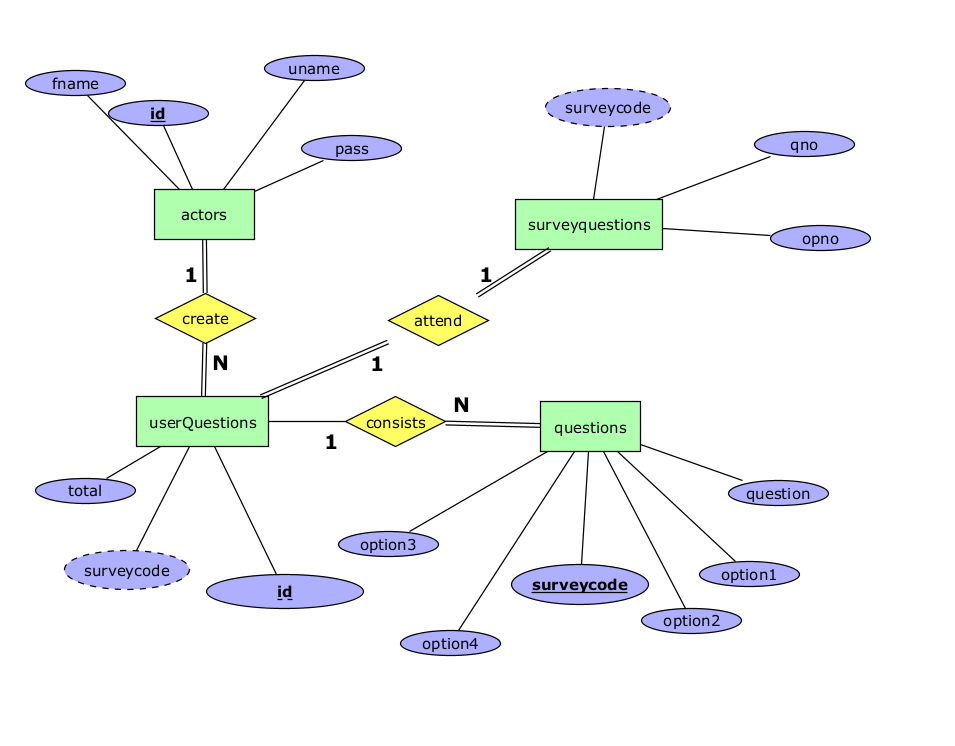 uname
fname
id
surveycode
qno
pass
actors
surveyquestions
opno
1
1
create
attend
N
1
N
userQuestions
consists
questions
1
total
question
option3
surveycode
option1
surveycode
id
option2
option4